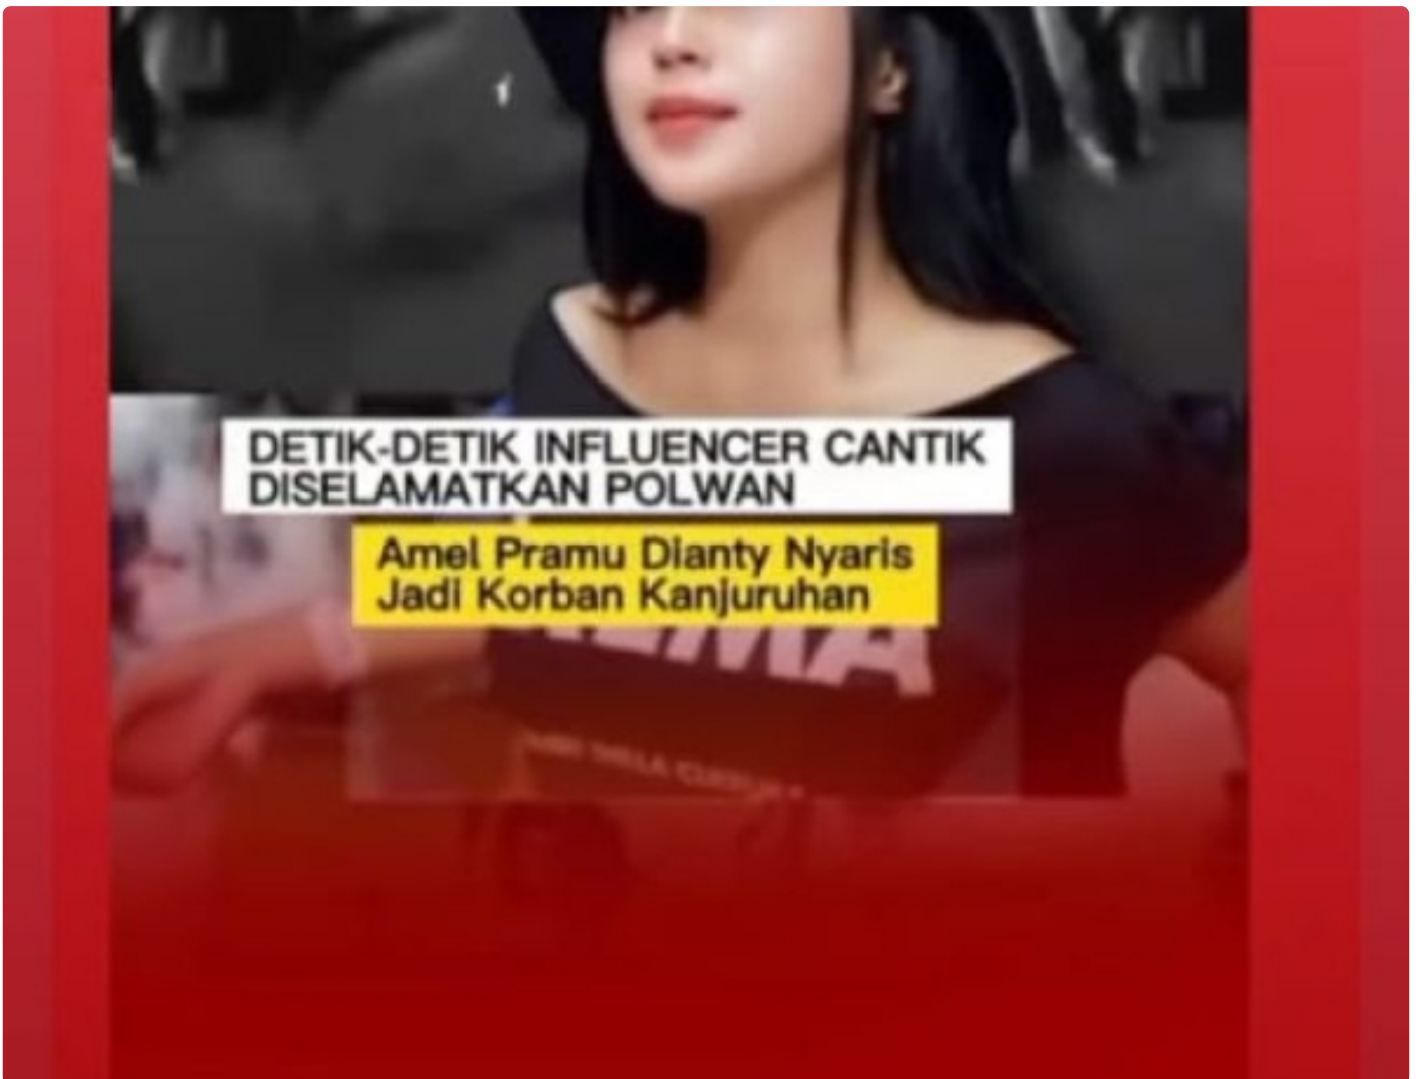 DETIK-DETIK INFLUENCER CANTIK
DISELAMATKAN POLWAN
Amel Pramu Dianty Nyaris
Jadi Korban Kanjuruhan